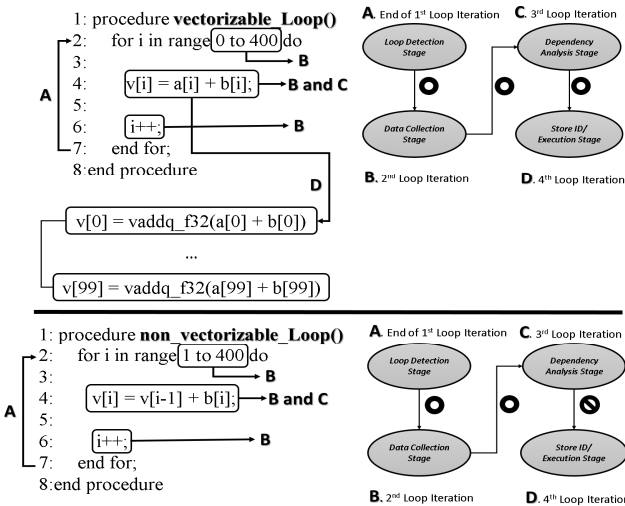 1: procedure vectorizable_Loop()
2: for i in range 0 to 400 do
3:
B
4: v[i] = a[i] + b[i];
B and C
A
5:
6: i++;
B
7: end for;
8:end procedure
D
v[0] = vaddq_f32(a[0] + b[0])
...
v[99] = vaddq_f32(a[99] + b[99])
A. End of 1st Loop Iteration
C. 3rd Loop Iteration
Loop Detection
Stage
Dependency
Analysis Stage
Data Collection
Stage
Store ID/
Execution Stage
B. 2nd Loop Iteration
D. 4th Loop Iteration
1: procedure non_vectorizable_Loop()
2: for i in range 1 to 400 do
3:
B
4: v[i] = v[i-1] + b[i];
B and C
A
5:
6: i++;
B
7: end for;
8:end procedure
A. End of 1st Loop Iteration
C. 3rd Loop Iteration
Loop Detection
Stage
Dependency
Analysis Stage
Data Collection
Stage
Store ID/
Execution Stage
B. 2nd Loop Iteration
D. 4th Loop Iteration